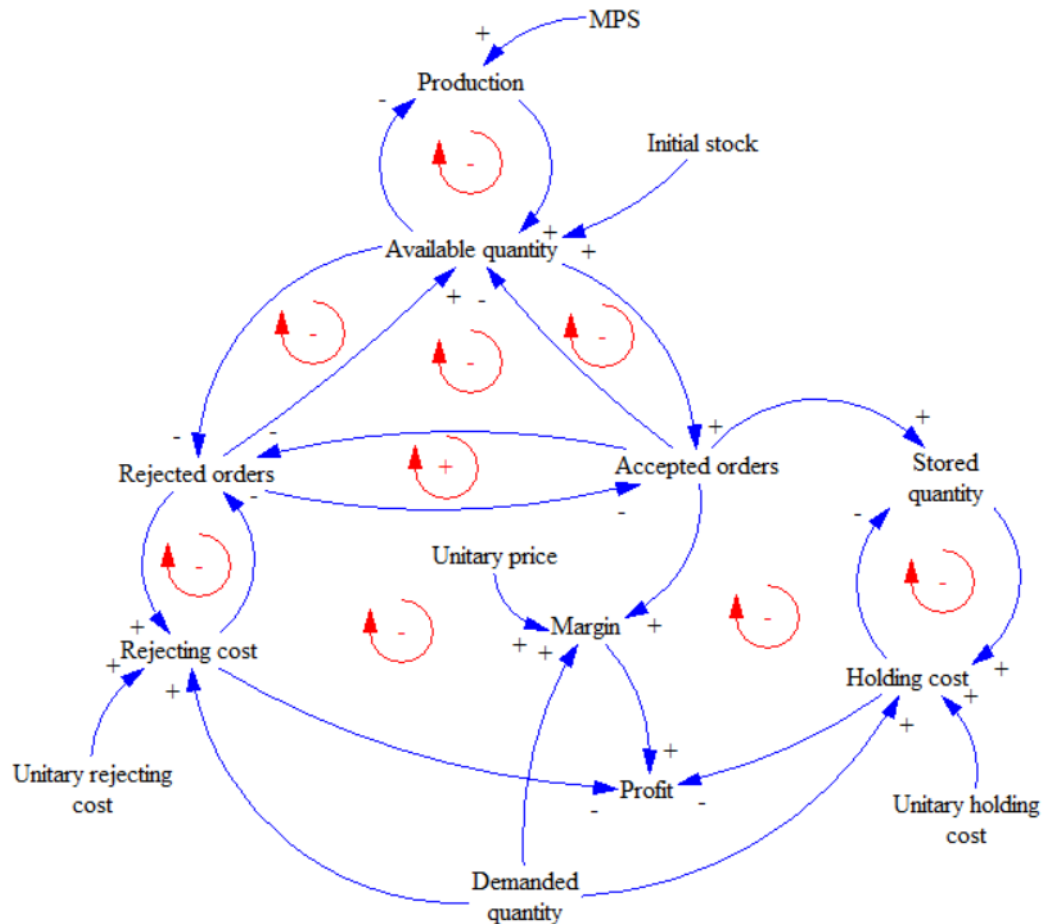 MPS
+
Production
-
-
Initial stock
Available quantity
+
+
+
-
-
-
-
-
-
+
+
Rejected orders
+
Accepted orders
Stored
quantity
-
-
-
Unitary price
-
-
-
-
+
Margin
+
+
+
Rejecting cost
+
+
Holding cost
+
+
+
+
Unitary rejecting
cost
Profit
-
-
Unitary holding
cost
Demanded
quantity